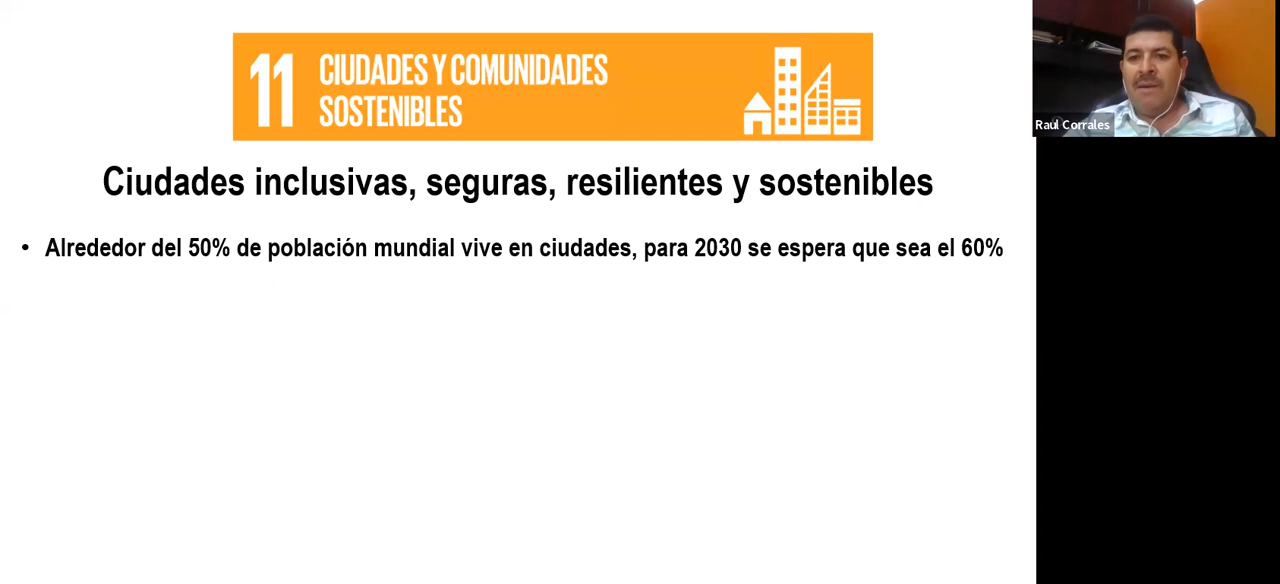 11 CIUDADES Y COMUNIDADES
SOSTENIBLES
Raul Corrales
Ciudades inclusivas, seguras, resilientes y sostenibles
• Alrededor del 50% de población mundial vive en ciudades, para 2030 se espera que sea el 60%